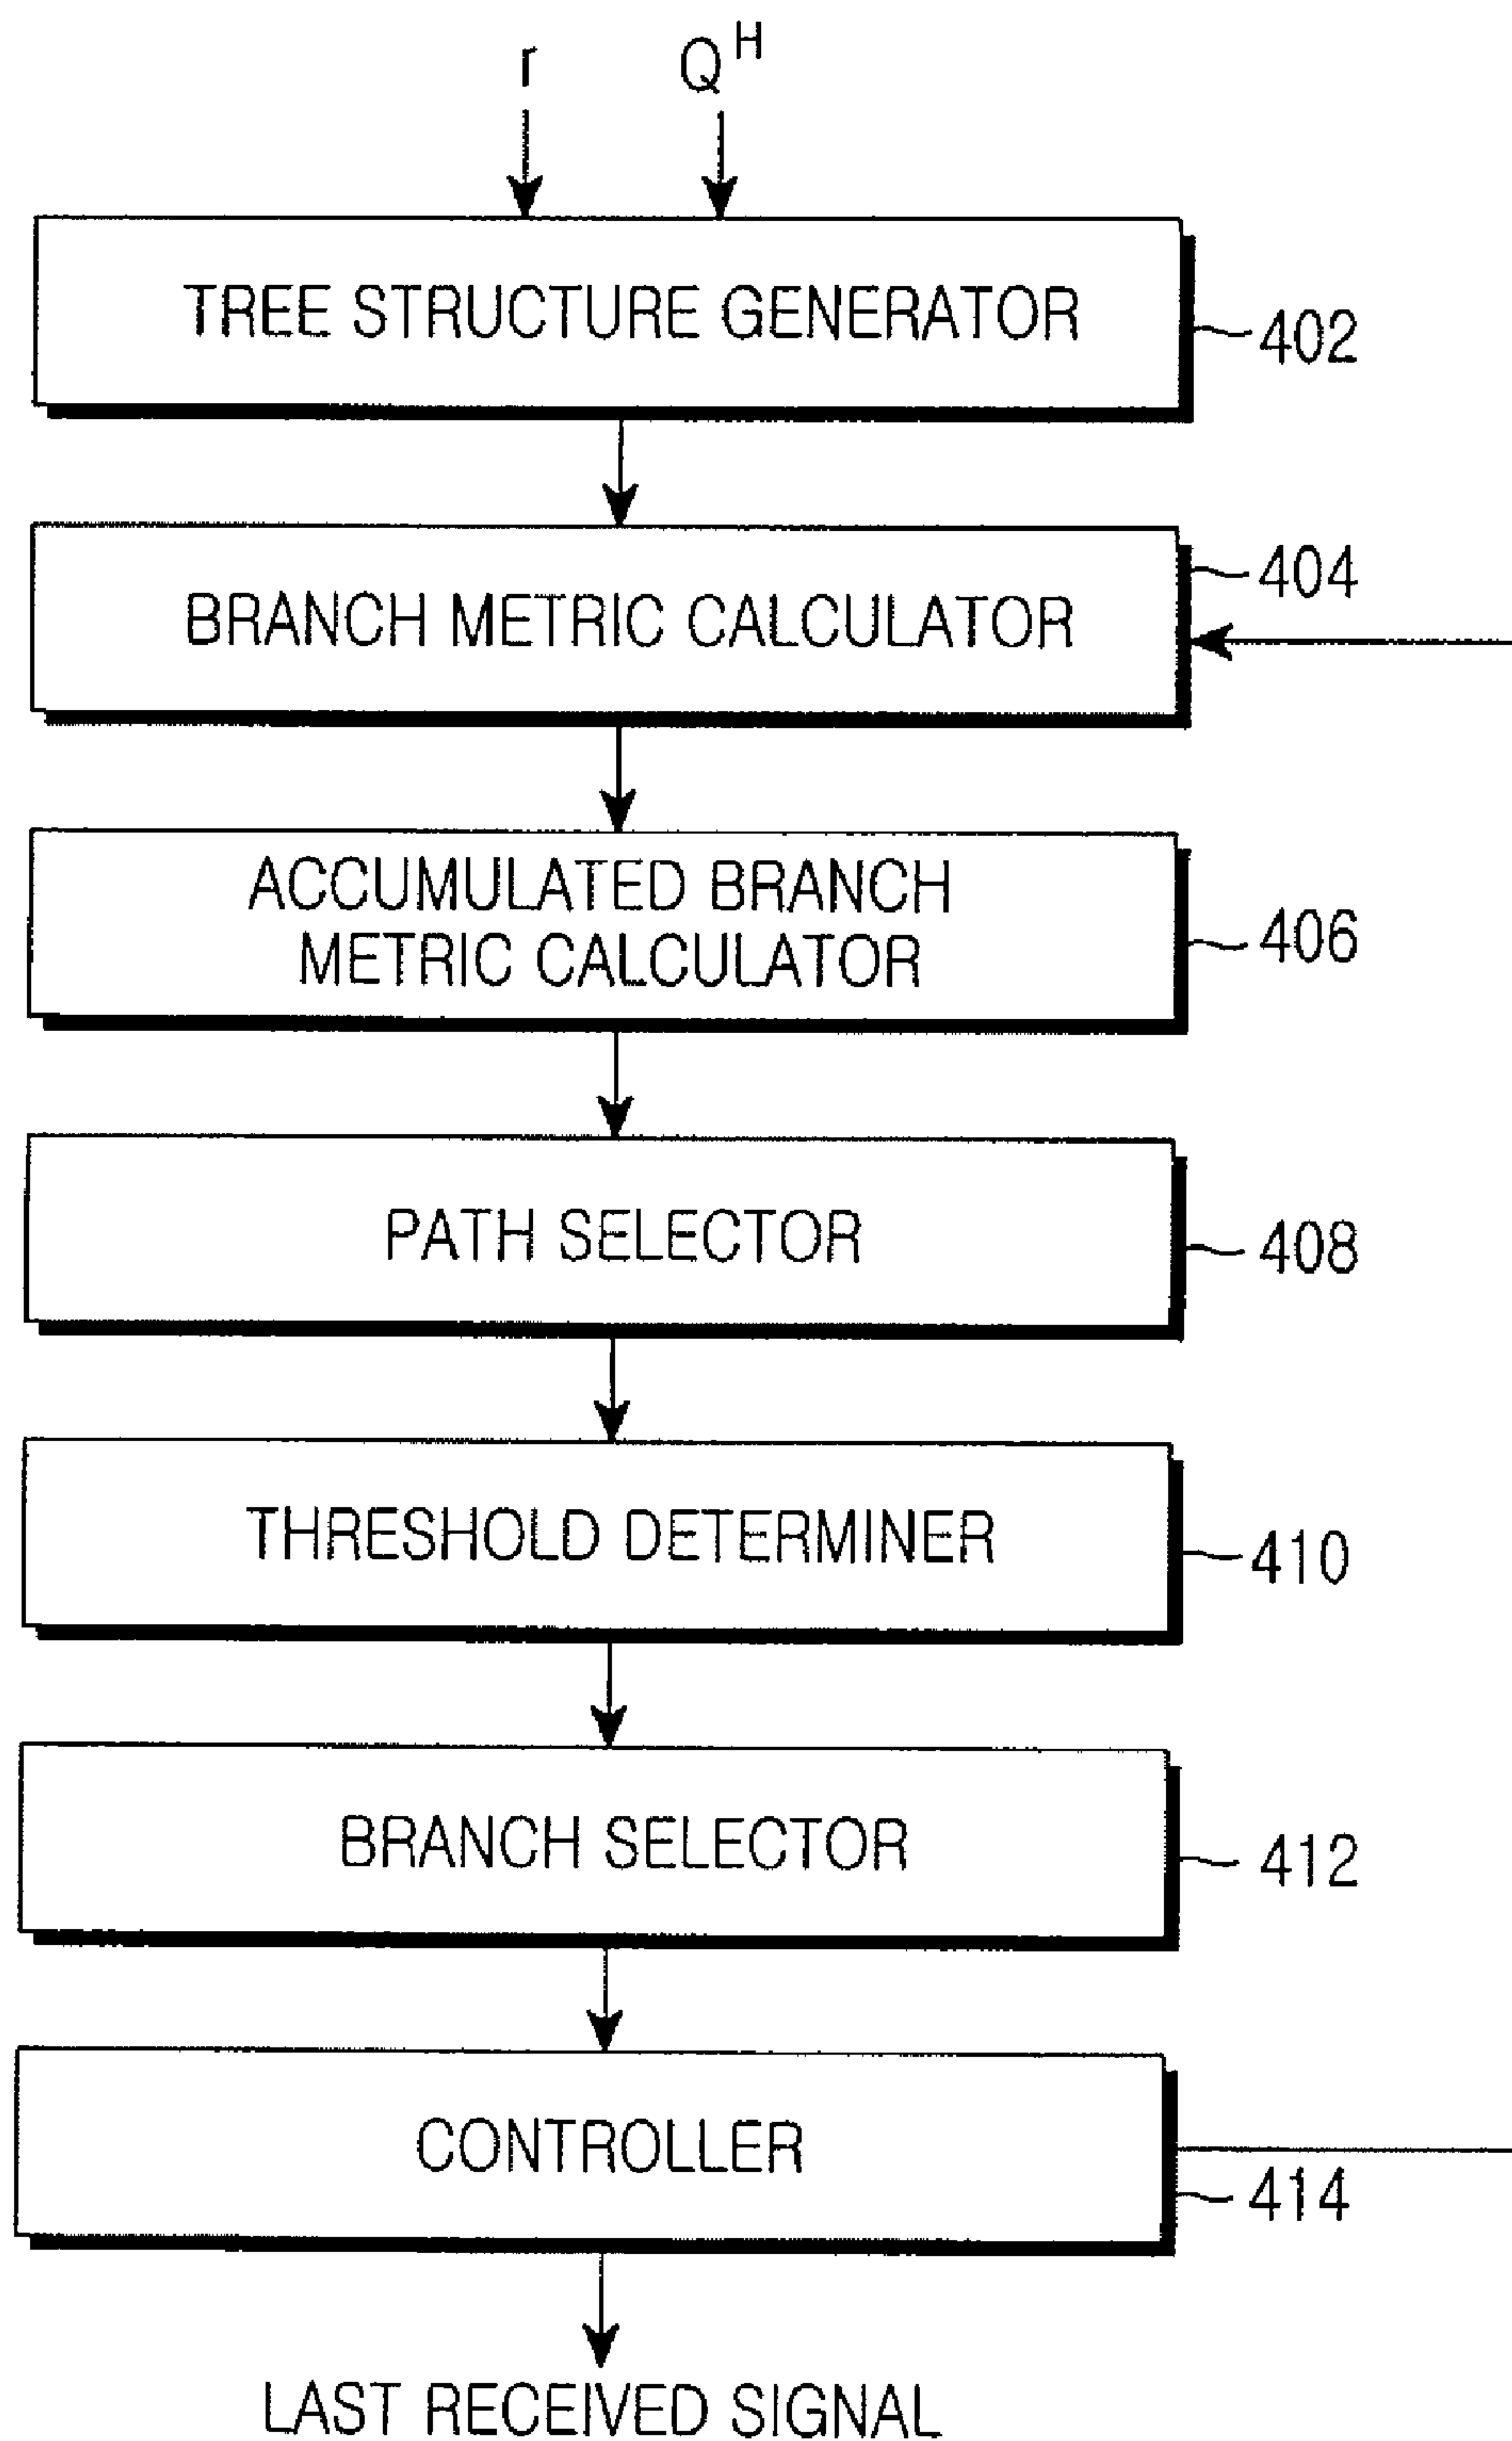 r Q^H
TREE STRUCTURE GENERATOR
402
BRANCH METRIC CALCULATOR
404
ACCUMULATED BRANCH
METRIC CALCULATOR
406
PATH SELECTOR
408
THRESHOLD DETERMINER
410
BRANCH SELECTOR
412
CONTROLLER
414
LAST RECEIVED SIGNAL